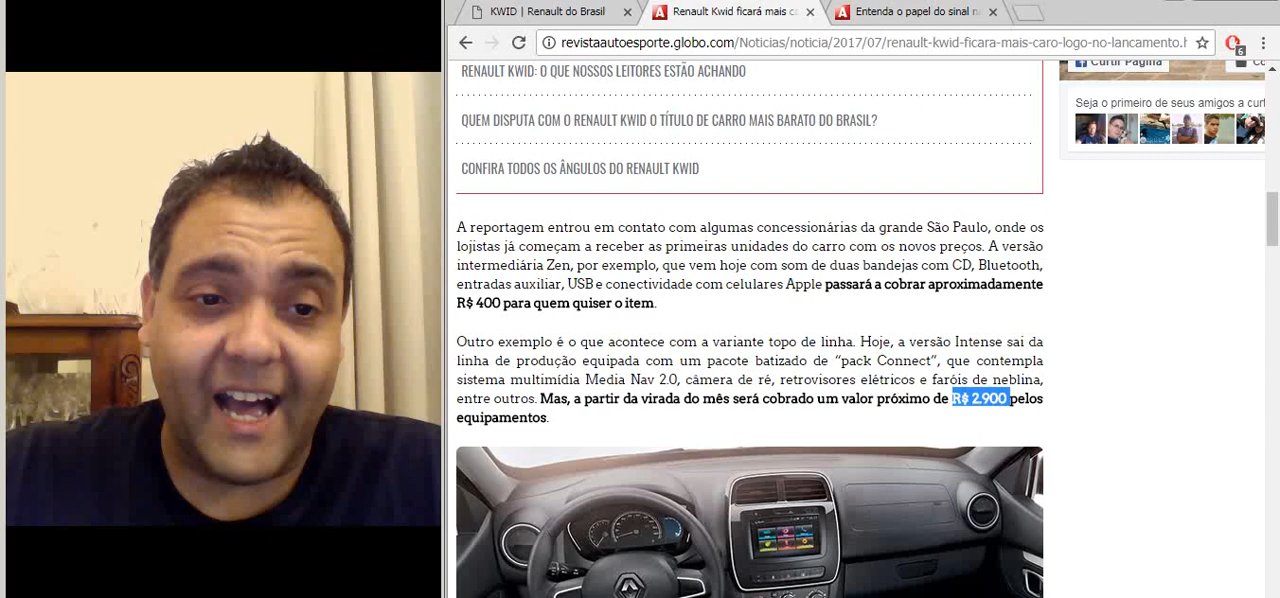 KWID | Renault do Brasil
Renault Kwid ficará mais ca
Entenda o papel do sinal n
revistaautoesporte.globo.com/Noticias/noticia/2017/07/renault-kwid-ficara-mais-caro-logo-no-lancamento.h
6
RENAULT KWID: O QUE NOSSOS LEITORES ESTÃO ACHANDO
QUEM DISPUTA COM O RENAULT KWID O TÍTULO DE CARRO MAIS BARATO DO BRASIL?
CONFIRA TODOS OS ÂNGULOS DO RENAULT KWID
Curtir Página
Co
Seja o primeiro de seus amigos a curt
A reportagem entrou em contato com algumas concessionárias da grande São Paulo, onde os
lojistas já começam a receber as primeiras unidades do carro com os novos preços. A versão
intermediária Zen, por exemplo, que vem hoje com som de duas bandejas com CD, Bluetooth,
entradas auxiliar, USB e conectividade com celulares Apple passará a cobrar aproximadamente
R$ 400 para quem quiser o item.
Outro exemplo é o que acontece com a variante topo de linha. Hoje, a versão Intense sai da
linha de produção equipada com um pacote batizado de “pack Connect”, que contempla
sistema multimídia Media Nav 2.0, câmera de ré, retrovisores elétricos e faróis de neblina,
entre outros. Mas, a partir da virada do mês será cobrado um valor próximo de R$ 2.900 pelos
equipamentos.